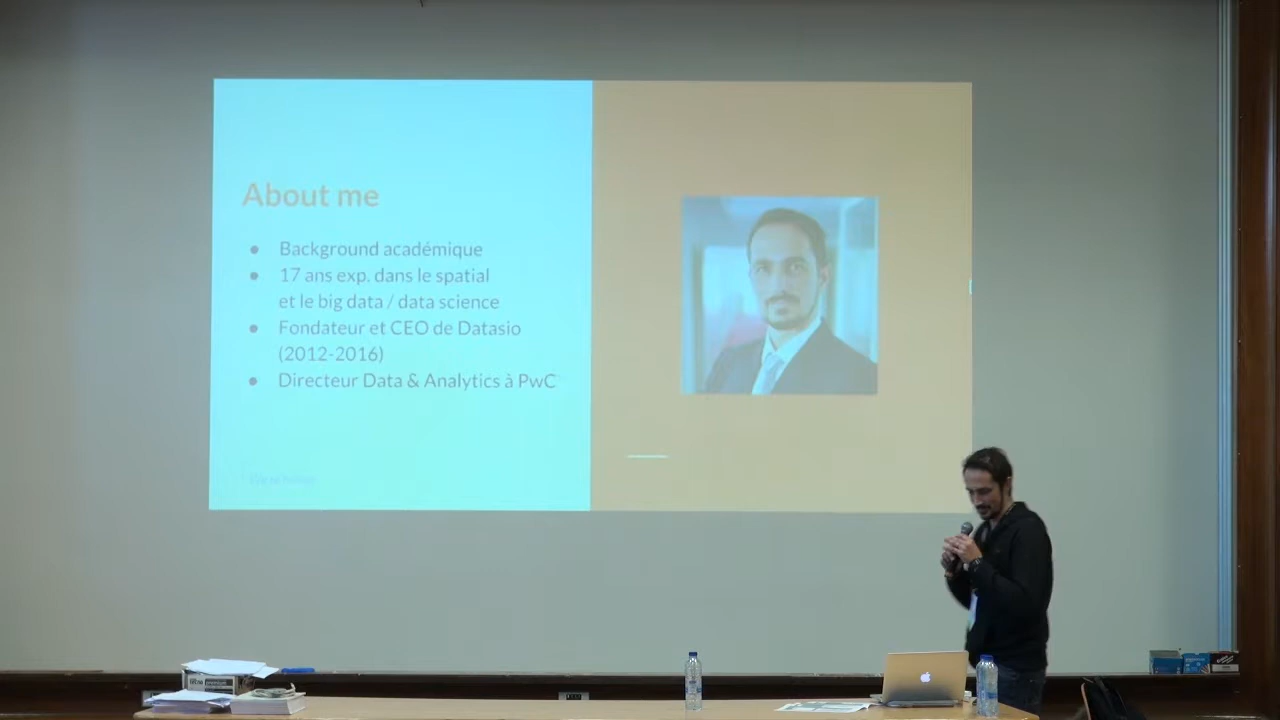 About me
● Background académique
● 17 ans exp. dans le spatial
et le big data / data science
● Fondateur et CEO de Datasio
(2012-2016)
● Directeur Data & Analytics à PwC